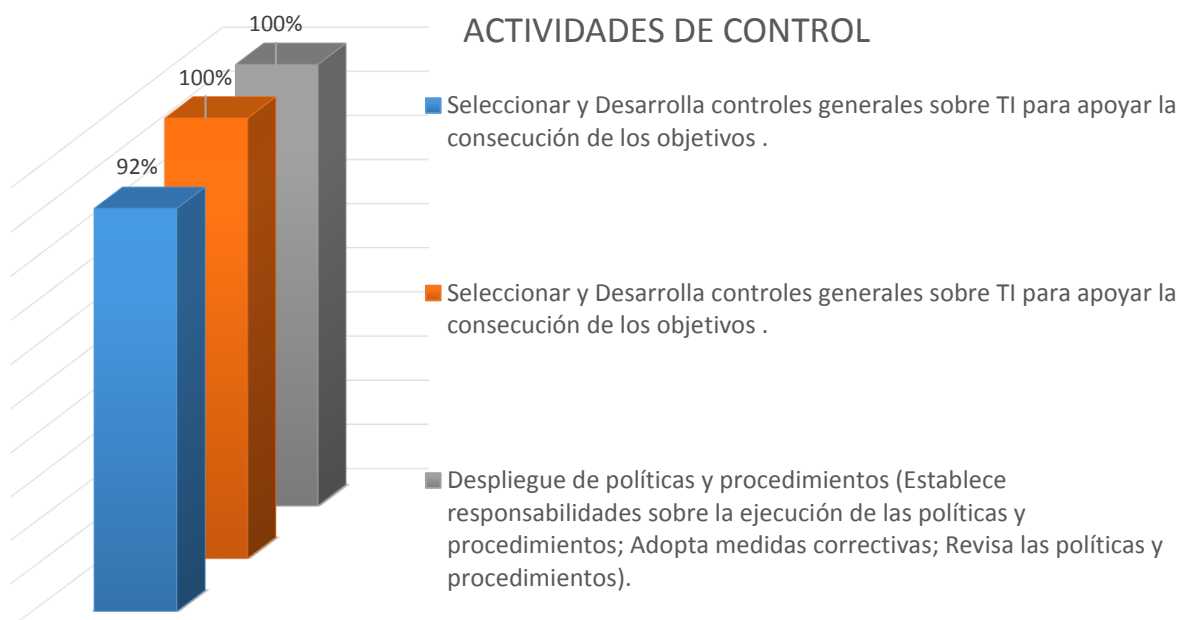 ACTIVIDADES DE CONTROL
100%
100%
92%
Seleccionar y Desarrolla controles generales sobre TI para apoyar la
consecución de los objetivos .
Seleccionar y Desarrolla controles generales sobre TI para apoyar la
consecución de los objetivos .
Despliegue de políticas y procedimientos (Establece
responsabilidades sobre la ejecución de las políticas y
procedimientos; Adopta medidas correctivas; Revisa las políticas y
procedimientos).